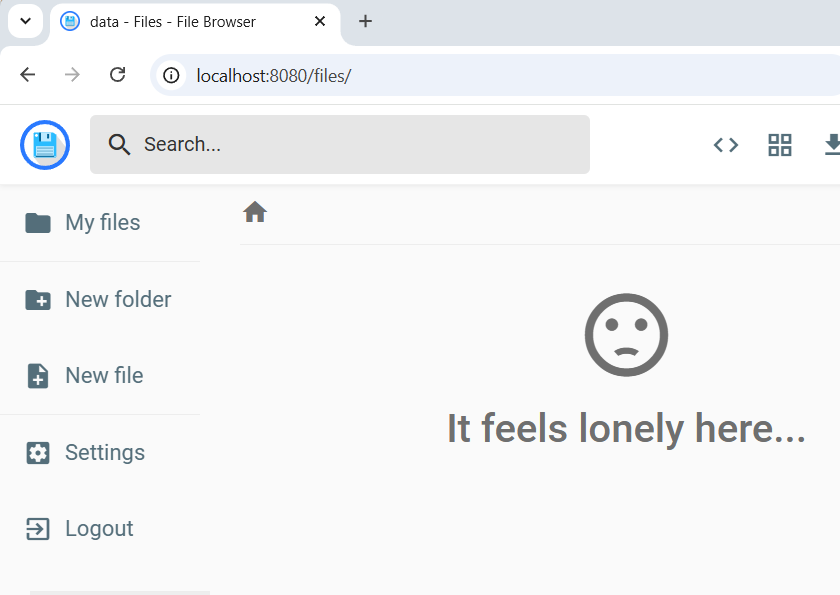 data - Files - File Browser
localhost:8080/files/
Search...
My files
New folder
New file
Settings
Logout
It feels lonely here...